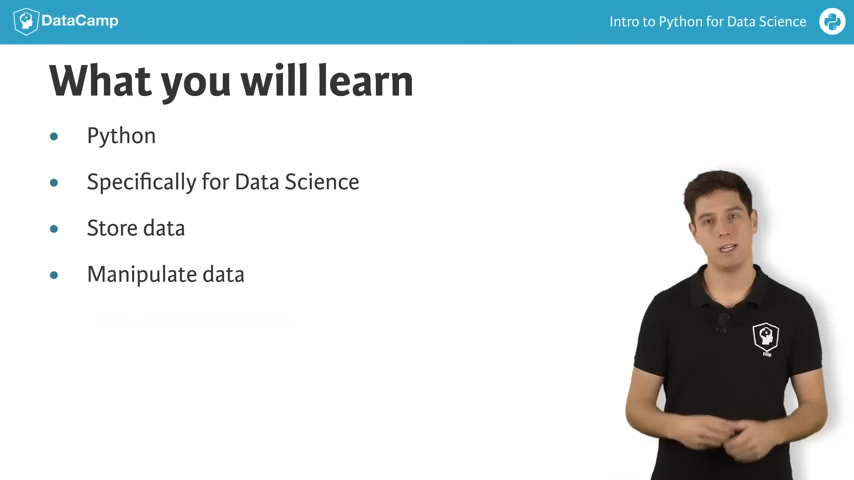 DataCamp
Intro to Python for Data Science
What you will learn
Python
Specifically for Data Science
Store data
Manipulate data
Filip